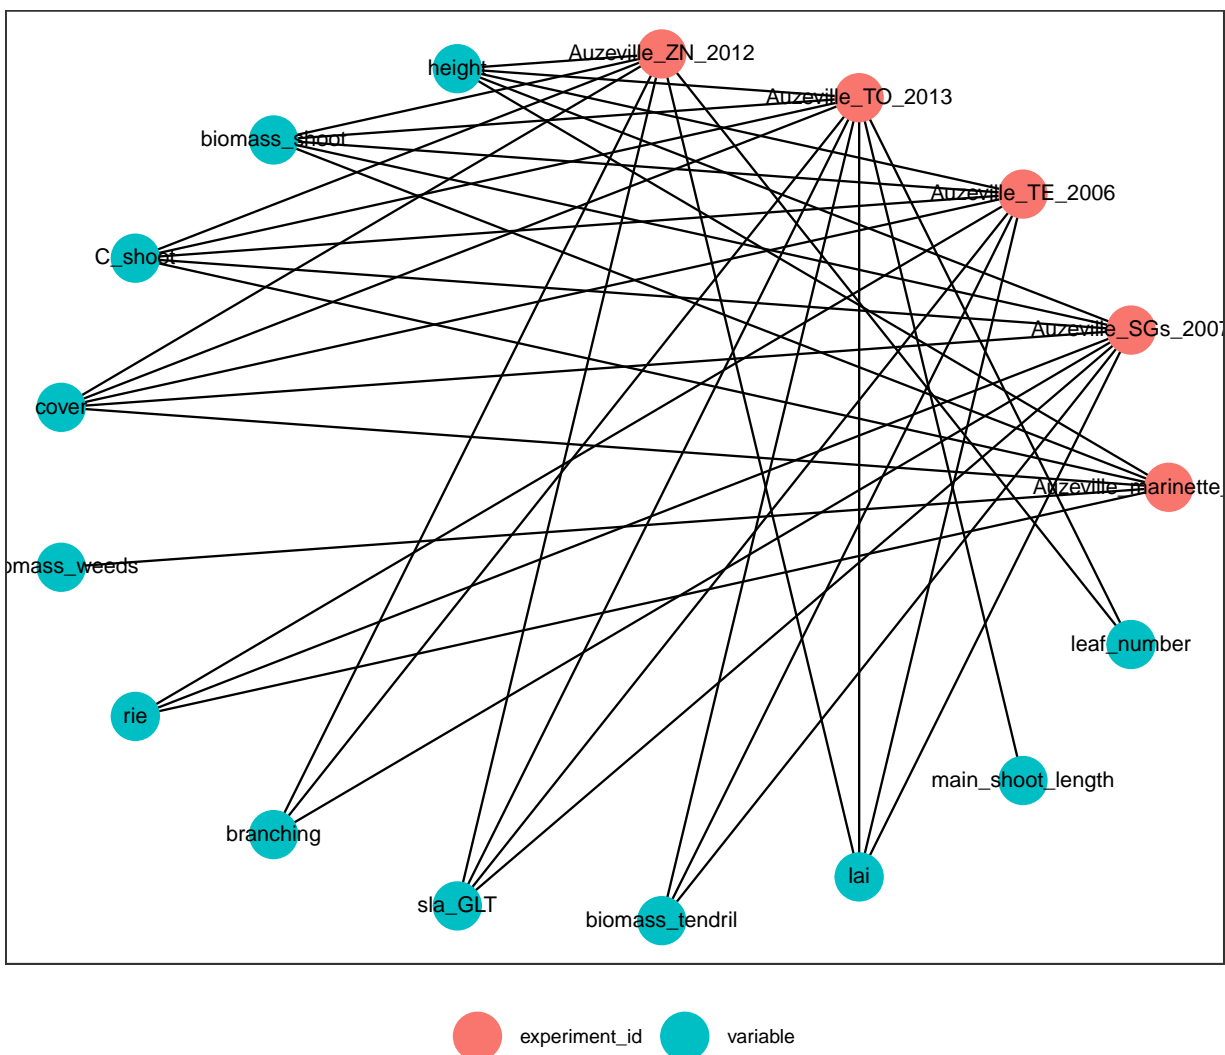 Auzeville_ZN_2012
height
Auzeville_TO_2013
biomass_shoot
Auzeville_TE_2006
C_shoot
Auzeville_SGs_2007
cover
Auzeville_marinette_
omass_weeds
leaf_number
rie
main_shoot_length
branching
lai
sla_GLT
biomass_tendril
experiment_id
variable